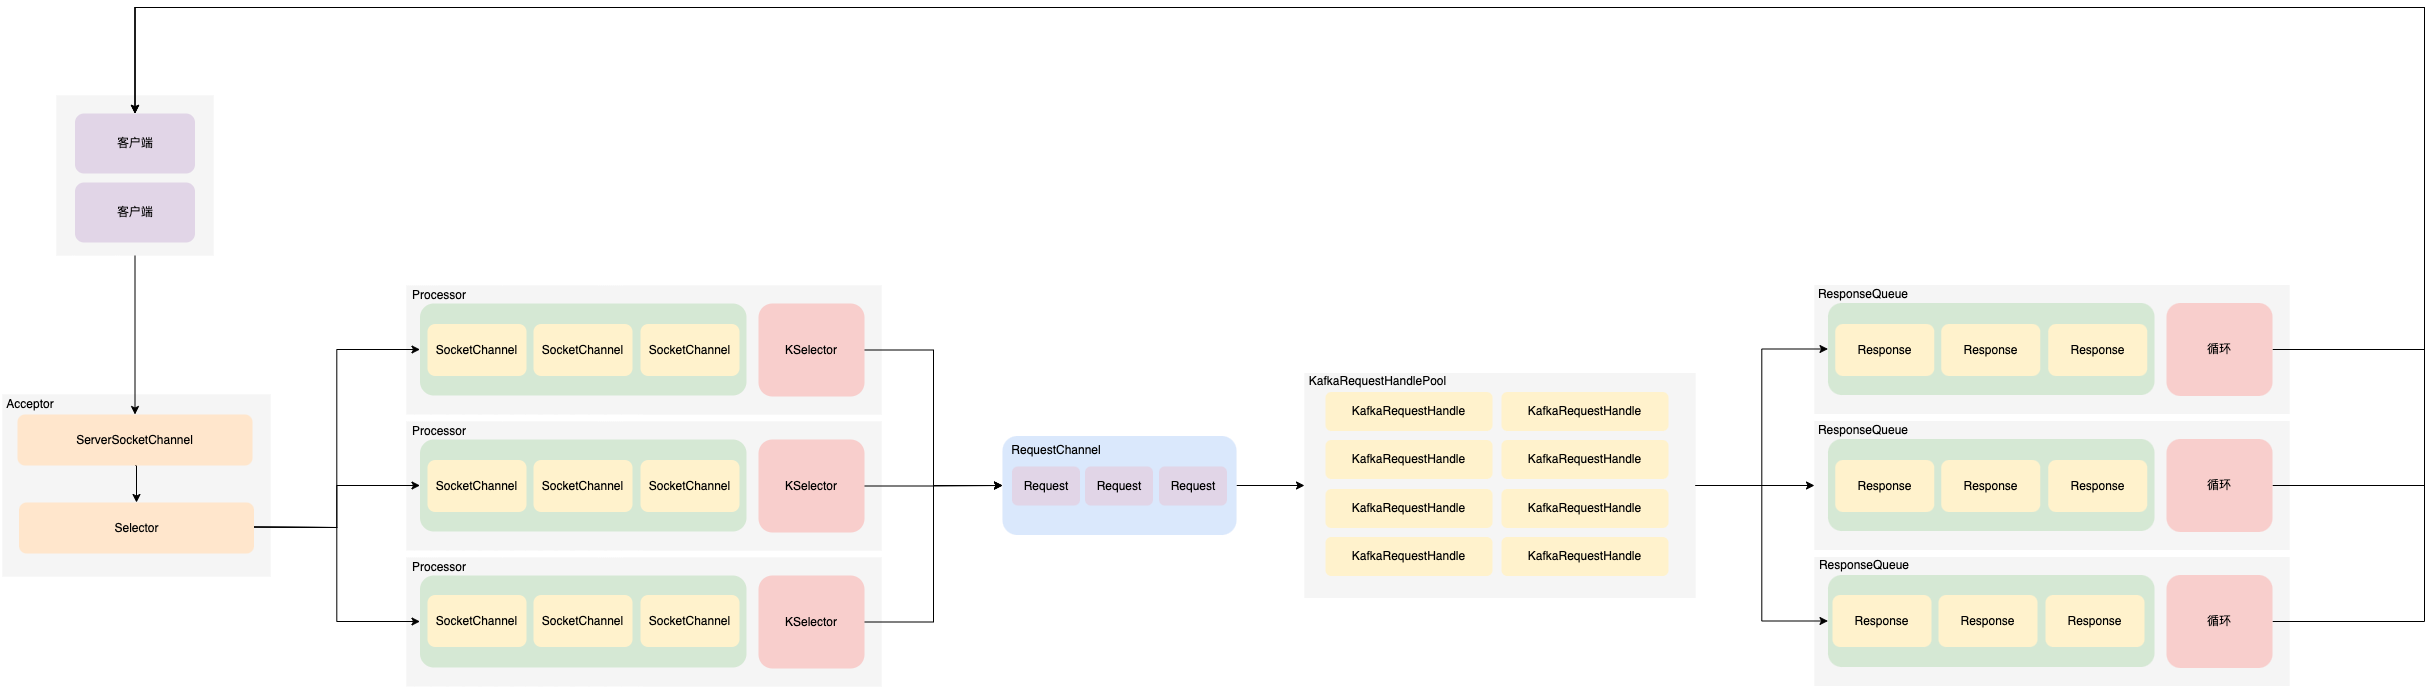 客户端
客户端
Acceptor
ServerSocketChannel
Selector
Processor
SocketChannel SocketChannel SocketChannel KSelector
Processor
SocketChannel SocketChannel SocketChannel KSelector
Processor
SocketChannel SocketChannel SocketChannel KSelector
RequestChannel
Request Request Request
KafkaRequestHandlePool
KafkaRequestHandle KafkaRequestHandle
KafkaRequestHandle KafkaRequestHandle
KafkaRequestHandle KafkaRequestHandle
KafkaRequestHandle KafkaRequestHandle
ResponseQueue
Response Response Response 循环
ResponseQueue
Response Response Response 循环
ResponseQueue
Response Response Response 循环